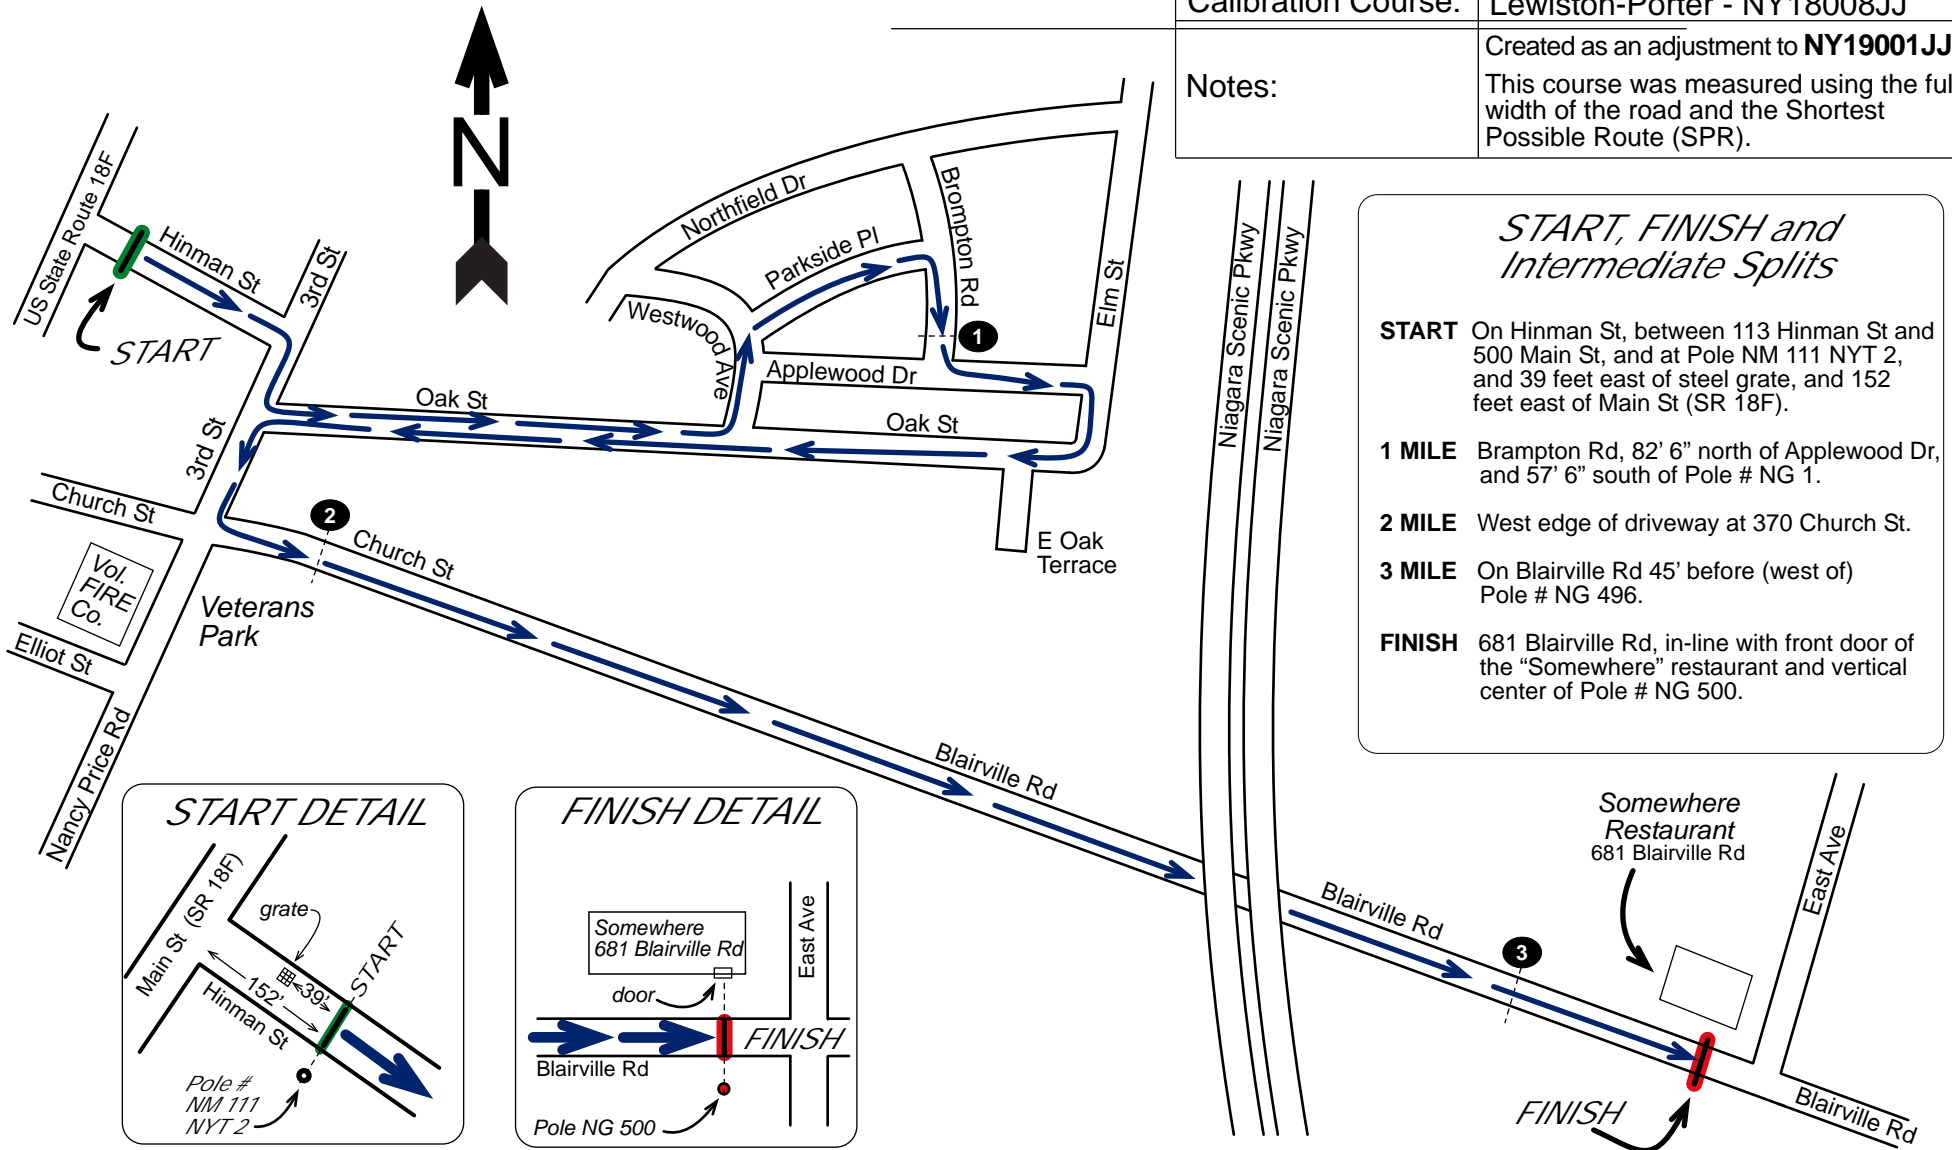 Calibration Course:
Lewiston-Porter - NY18008JJ
Notes:
Created as an adjustment to NY19001JJ
This course was measured using the ful
width of the road and the Shortest
Possible Route (SPR).
N
US State Route 18F
Hinman St
3rd St
START
Northfield Dr
Parkside Pl
Brompton Rd
Westwood Ave
Elm St
1
Applewood Dr
Oak St
Oak St
3rd St
Church St
2
Church St
E Oak
Terrace
Vol.
FIRE
Co.
Veterans
Park
Elliot St
Nancy Price Rd
Blairville Rd
Niagara Scenic Pkwy
Niagara Scenic Pkwy
START, FINISH and
Intermediate Splits
START On Hinman St, between 113 Hinman St and
500 Main St, and at Pole NM 111 NYT 2,
and 39 feet east of steel grate, and 152
feet east of Main St (SR 18F).
1 MILE Brampton Rd, 82' 6” north of Applewood Dr,
and 57' 6” south of Pole # NG 1.
2 MILE West edge of driveway at 370 Church St.
3 MILE On Blairville Rd 45' before (west of)
Pole # NG 496.
FINISH 681 Blairville Rd, in-line with front door of
the “Somewhere” restaurant and vertical
center of Pole # NG 500.
START DETAIL
Main St (SR 18F)
grate
START
39'
152'
Hinman St
Pole #
NM 111
NYT 2
FINISH DETAIL
Somewhere
681 Blairville Rd
East Ave
door
FINISH
Blairville Rd
Pole NG 500
Somewhere
Restaurant
681 Blairville Rd
East Ave
Blairville Rd
3
FINISH
Blairville Rd